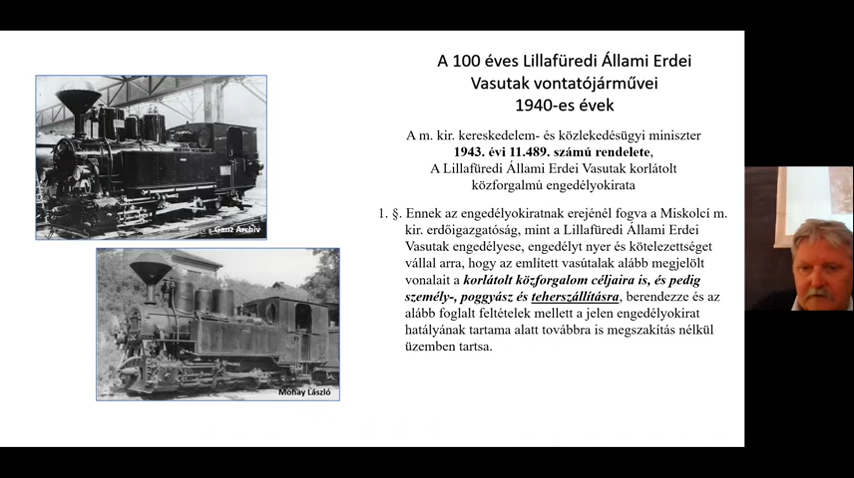 A 100 éves Lillafüredi Állami Erdei
Vasutak vontatójárművei
1940-es évek
A m. kir. kereskedelem- és közlekedésügyi miniszter
1943. évi 11.489. számú rendelete,
A Lillafüredi Állami Erdei Vasutak korlátolt
közforgalmú engedélyokirata
1. §. Ennek az engedélyokiratnak erejénél fogva a Miskolci m.
kir. erdőigazgatóság, mint a Lillafüredi Állami Erdei
Vasutak engedélyese, engedélyt nyer és kötelezettséget
vállal arra, hogy az említett vasútalak alább megjelölt
vonalait a korlátolt közforgalom céljaira is, és pedig
személy-, poggyász és teherszállításra, berendezze és az
alább foglalt feltételek mellett a jelen engedélyokirat
hatályának tartama alatt továbbra is megszakítás nélkül
üzemben tartsa.
Ganz Archiv
Mohay László